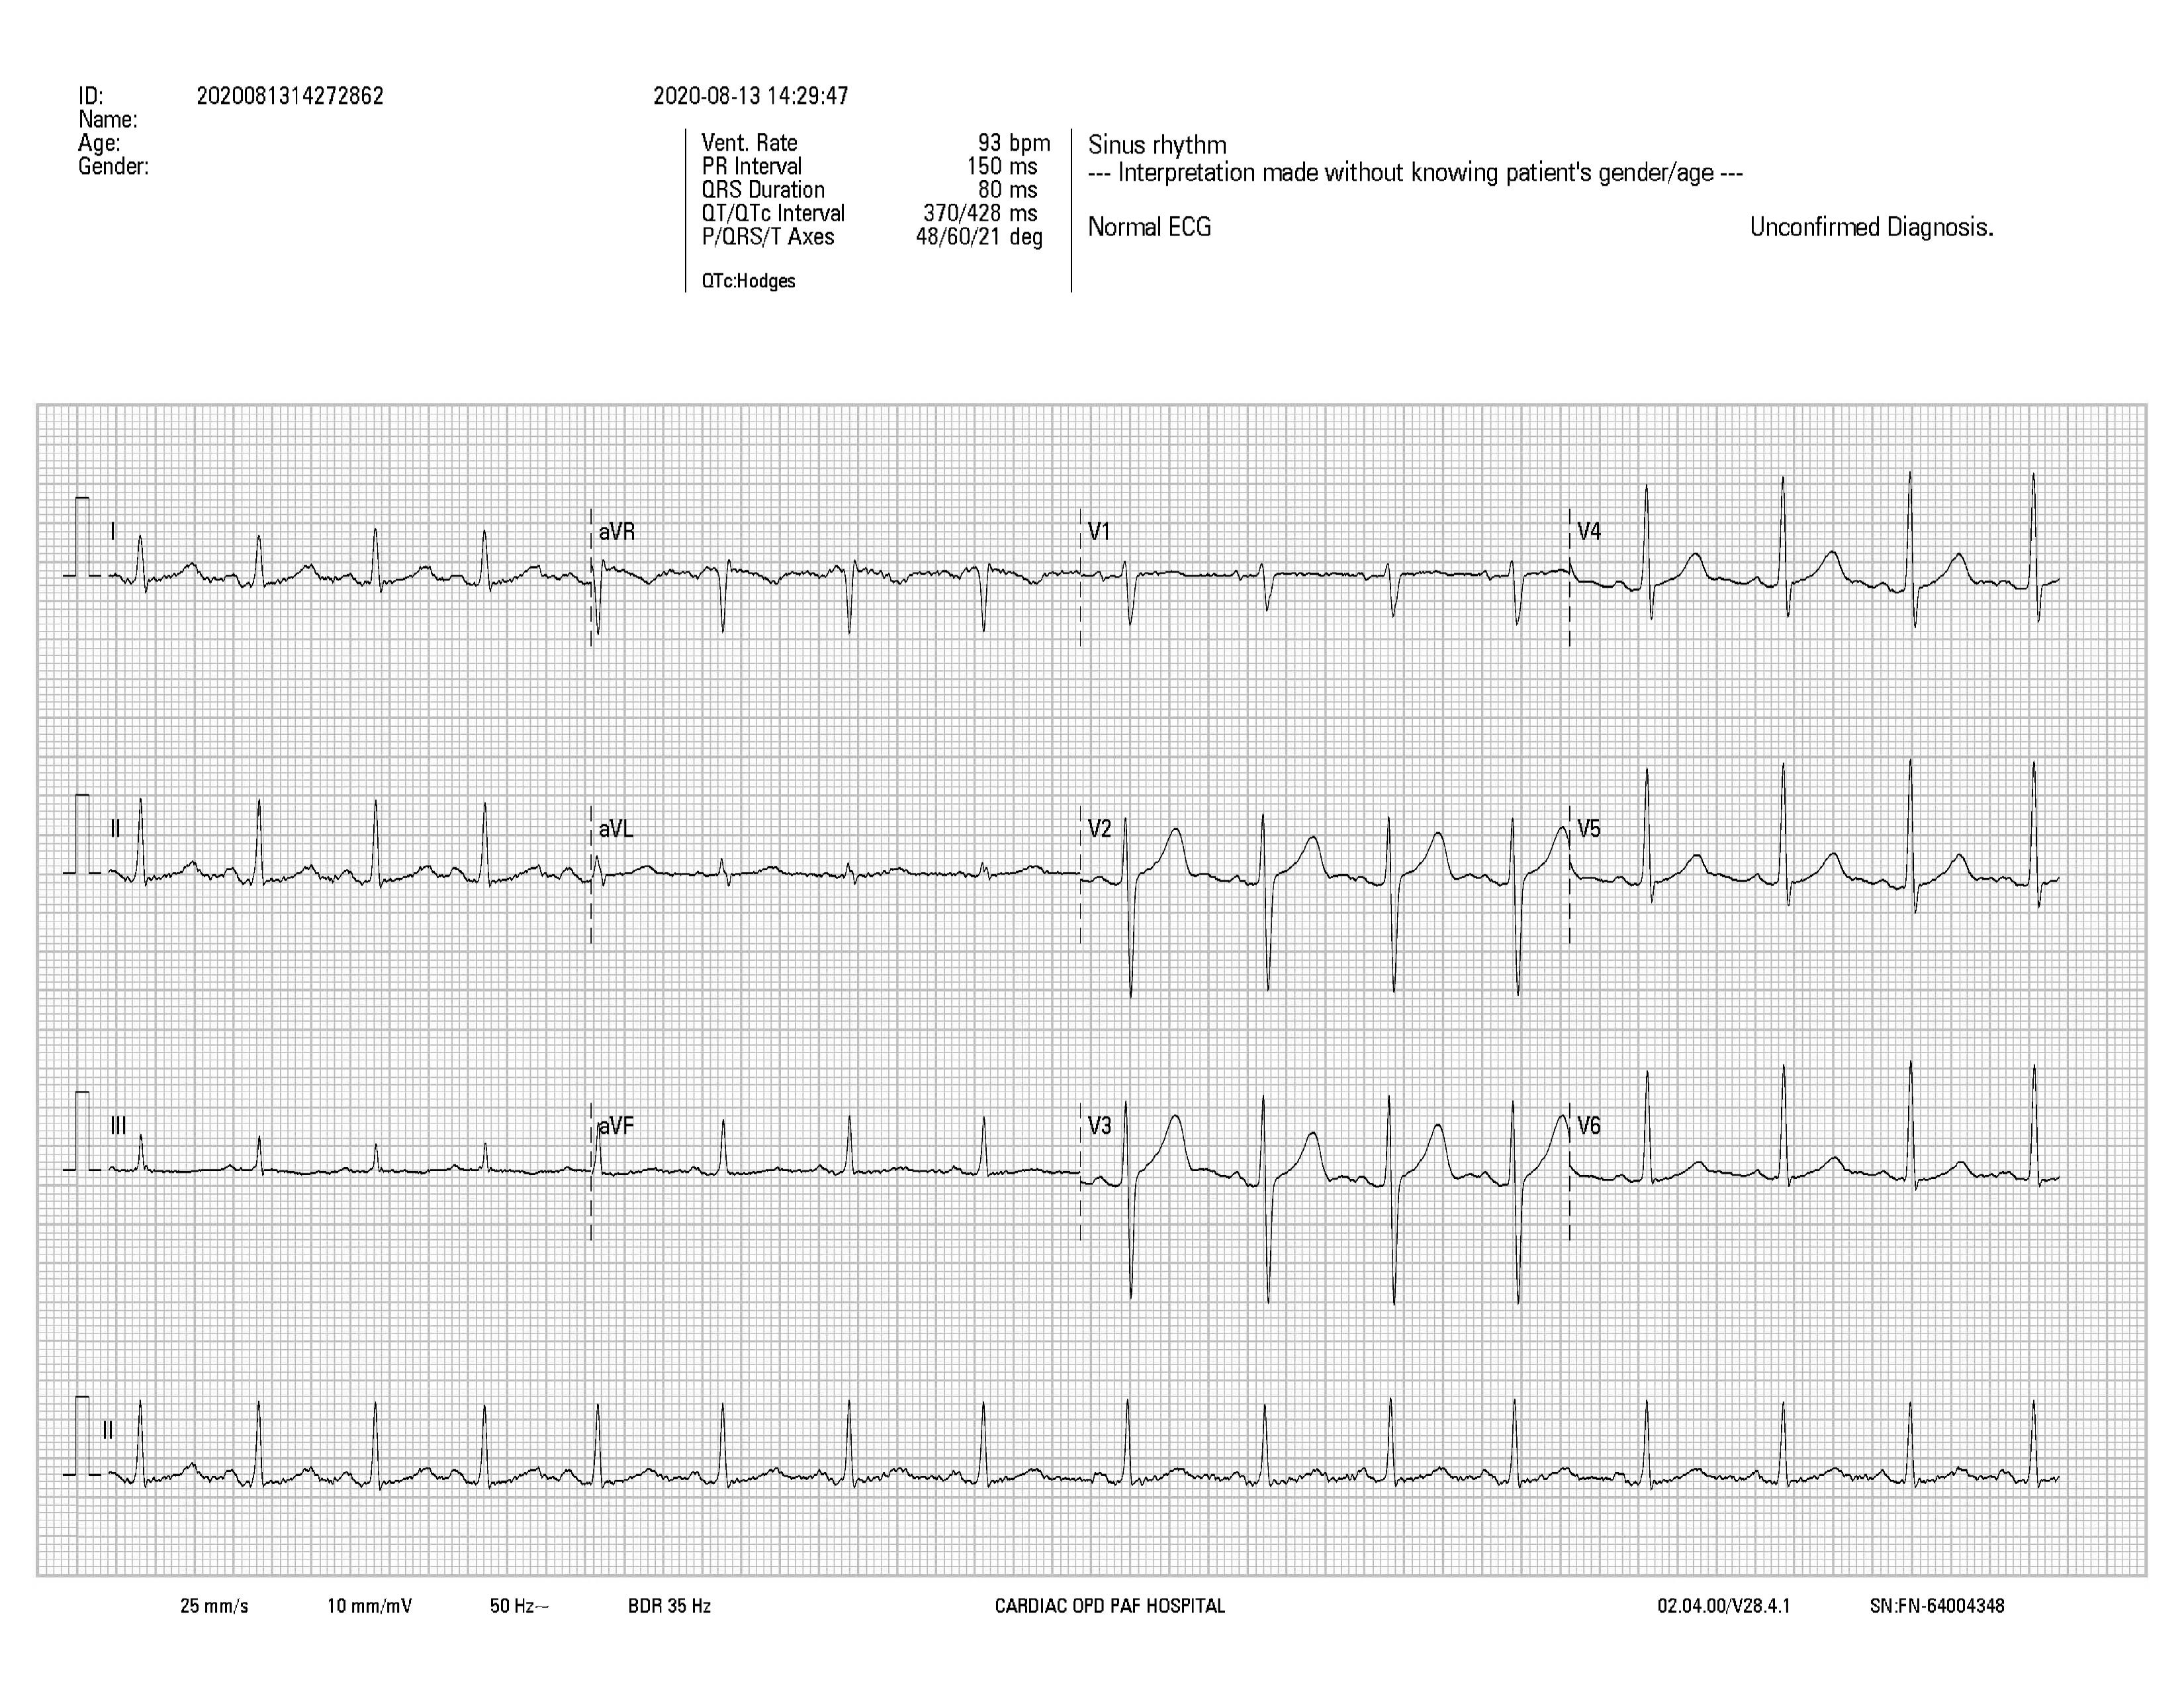 ID: 2020081314272862 2020-08-13 14:29:47
Name:
Age:
Gender:
Vent. Rate 93 bpm
PR Interval 150 ms
QRS Duration 80 ms
QT/QTc Interval 370/428 ms
P/QRS/T Axes 48/60/21 deg
QTc:Hodges
Sinus rhythm
--- Interpretation made without knowing patient's gender/age ---
Normal ECG Unconfirmed Diagnosis.
I aVR V1 V4
II aVL V2 V5
III aVF V3 V6
II
25 mm/s 10 mm/mV 50 Hz~ BDR 35 Hz CARDIAC OPD PAF HOSPITAL 02.04.00/V28.4.1 SN:FN-64004348